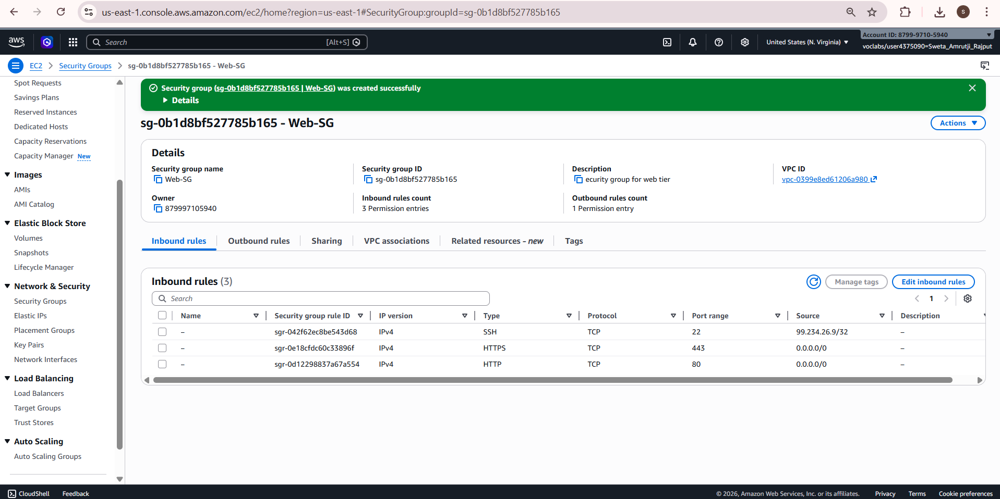 us-east-1.console.aws.amazon.com/ec2/home?region=us-east-1#SecurityGroup:groupId=sg-0b1d8bf527785b165
S
aws
Search
[Alt+S]
United States (N. Virginia)
Account ID: 8799-9710-5940
voclabs/user4375090=Sweta_Amrutji_Rajput
EC2
Security Groups
sg-0b1d8bf527785b165 - Web-SG
Spot Requests
Savings Plans
Reserved Instances
Dedicated Hosts
Capacity Reservations
Capacity Manager New
Images
AMIs
AMI Catalog
Elastic Block Store
Volumes
Snapshots
Lifecycle Manager
Network & Security
Security Groups
Elastic IPs
Placement Groups
Key Pairs
Network Interfaces
Load Balancing
Load Balancers
Target Groups
Trust Stores
Auto Scaling
Auto Scaling Groups
Security group (sg-0b1d8bf527785b165 | Web-SG) was created successfully
Details
sg-0b1d8bf527785b165 - Web-SG
Actions
Details
Security group name
Web-SG
Security group ID
sg-0b1d8bf527785b165
Description
ecurity group for web tier
VPC ID
vpc-0399e8ed61206a980
Owner
879997105940
Inbound rules count
3 Permission entries
Outbound rules count
1 Permission entry
Inbound rules
Outbound rules
Sharing
VPC associations
Related resources - new
Tags
Inbound rules (3)
Manage tags
Edit inbound rules
Search
1
Name Security group rule ID IP version Type Protocol Port range Source Description
– sgr-042f62ec8be543d68 IPv4 SSH TCP 22 99.234.26.9/32 –
– sgr-0e18cfdc60c33896f IPv4 HTTPS TCP 443 0.0.0.0/0 –
– sgr-0d12298837a67a554 IPv4 HTTP TCP 80 0.0.0.0/0 –
CloudShell
Feedback
© 2026, Amazon Web Services, Inc. or its affiliates.
Privacy
Terms
Cookie preferences